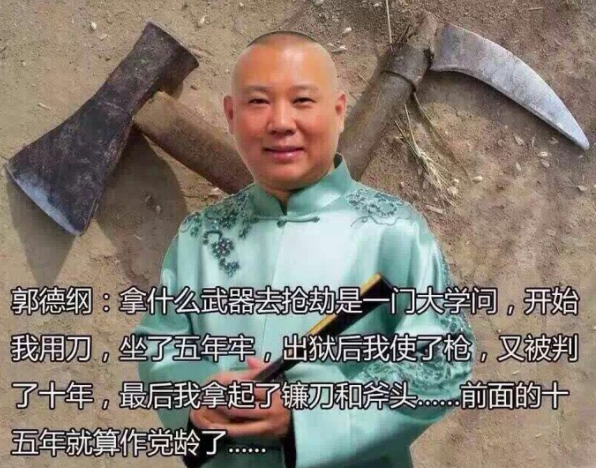 郭德纲：拿什么武器去抢劫是一门大学问，开始
我用刀，坐了五年牢，出狱后我使了枪，又被判
了十年，最后我拿起了镰刀和斧头......前面的十
五年就算作党龄了......